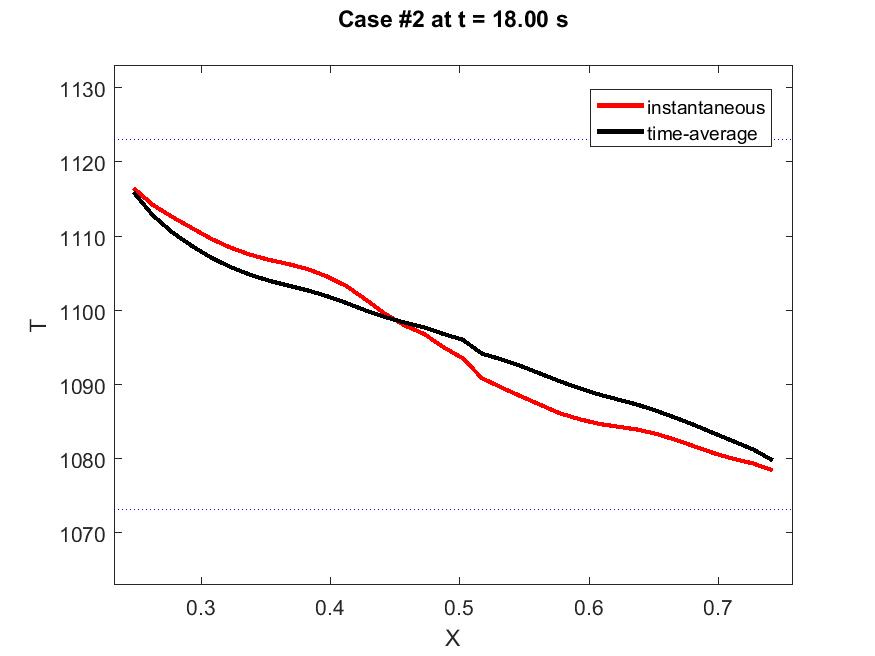 Case #2 at t = 18.00 s
1130
1120
1110
1100
1090
1080
1070
T
instantaneous
time-average
0.3 0.4 0.5 0.6 0.7
X